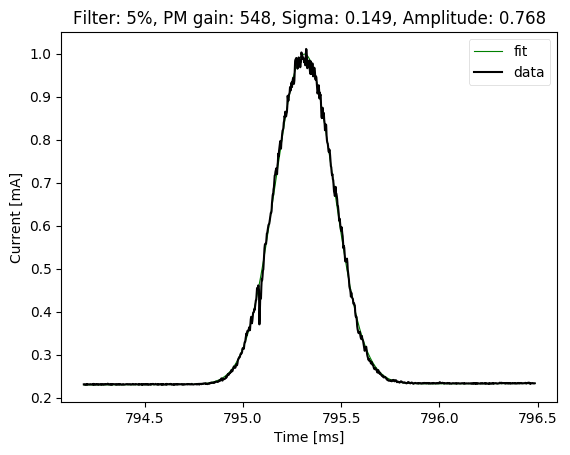 Filter: 5%, PM gain: 548, Sigma: 0.149, Amplitude: 0.768
fit
data
1.0
0.9
0.8
0.7
0.6
0.5
0.4
0.3
0.2
Current [mA]
794.5 795.0 795.5 796.0 796.5
Time [ms]